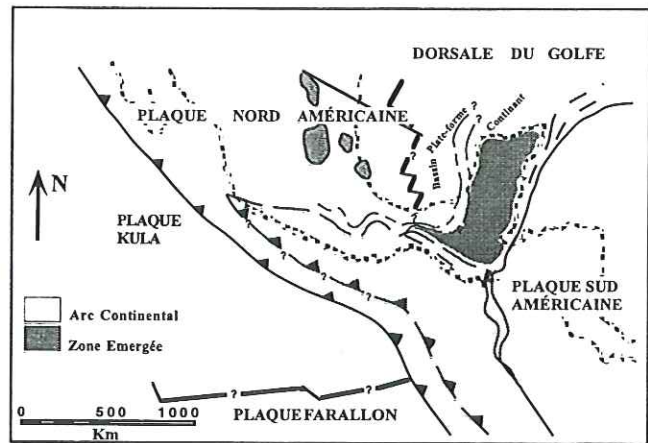 DORSALE DU GOLFE
PLAQUE NORD AMÉRICAINE
?
?
?
Bassin
Plate-forme
Continant
N
PLAQUE
KULA
?
?
?
?
?
PLAQUE SUD
AMÉRICAINE
Arc Continental
Zone Emergée
?
?
0 500 1000
Km
PLAQUE FARALLON